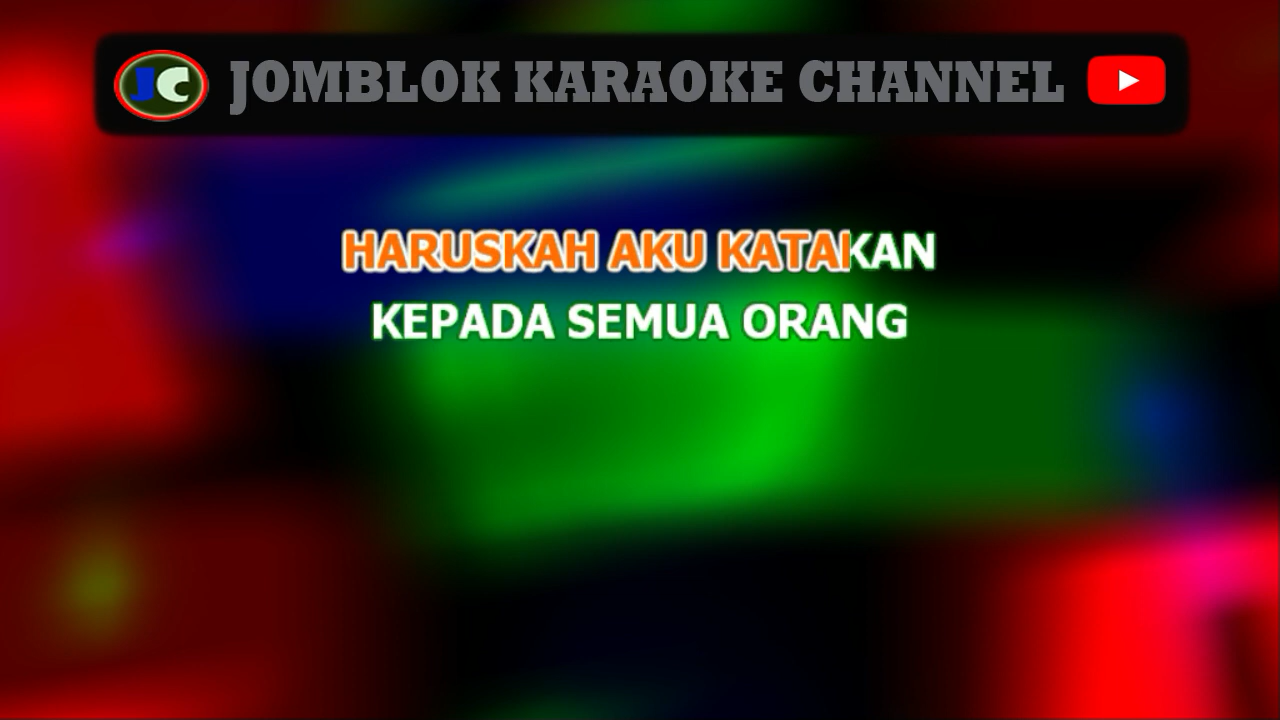 JC JOMBLOK KARAOKE CHANNEL
HARUSKAH AKU KATAKAN
KEPADA SEMUA ORANG